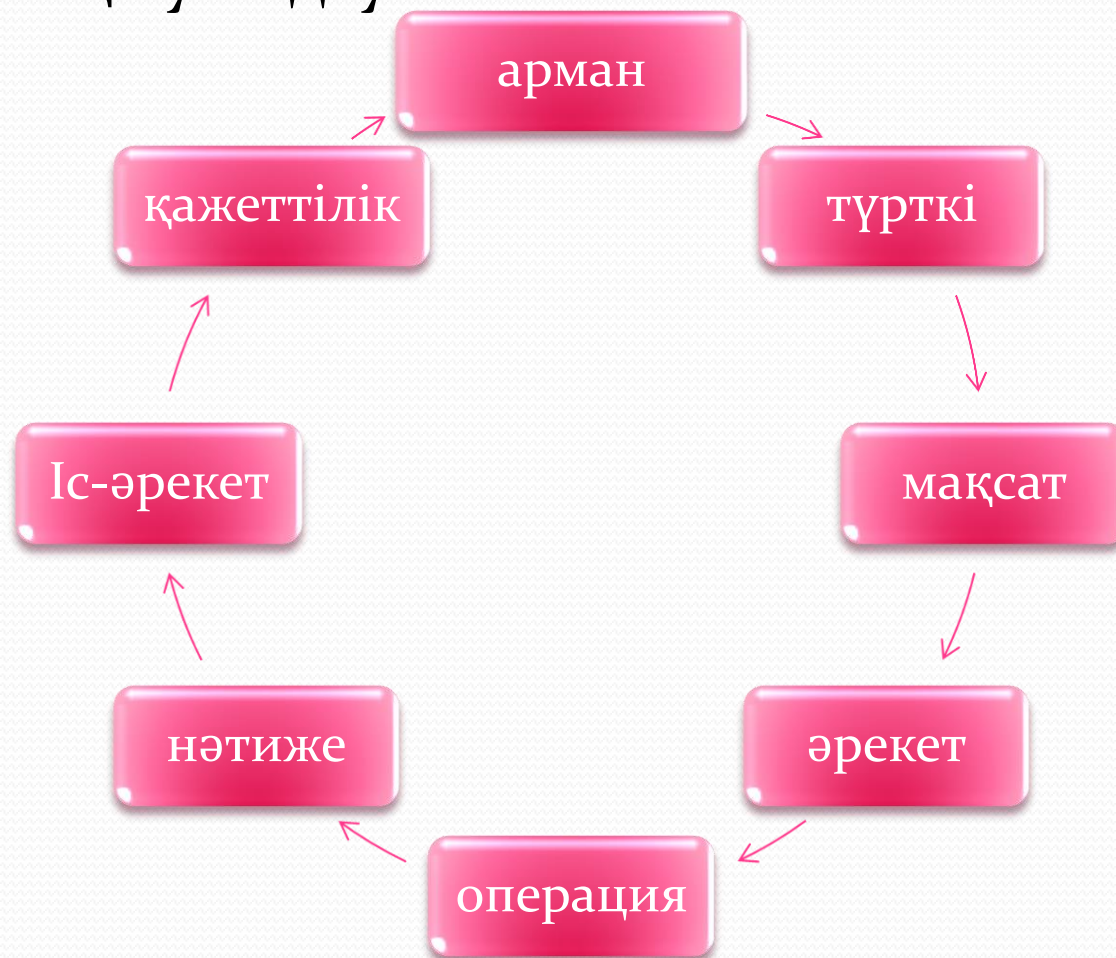 арман
түрткі
мақсат
әрекет
операция
нәтиже
Іс-әрекет
қажеттілік